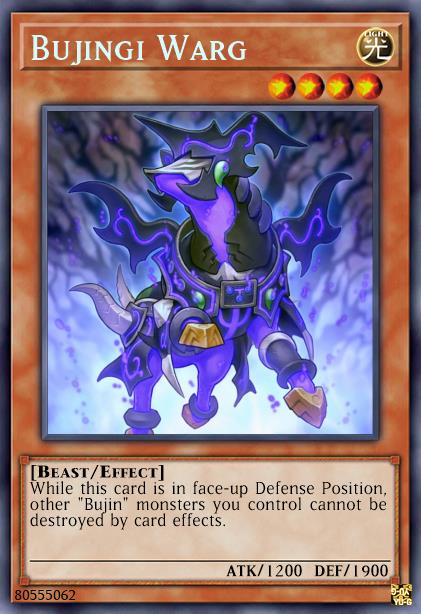 Bujingi Warg
LIGHT
光
[Beast/Effect]
While this card is in face-up Defense Position,
other "Bujin" monsters you control cannot be
destroyed by card effects.
ATK/1200 DEF/1900
80555062